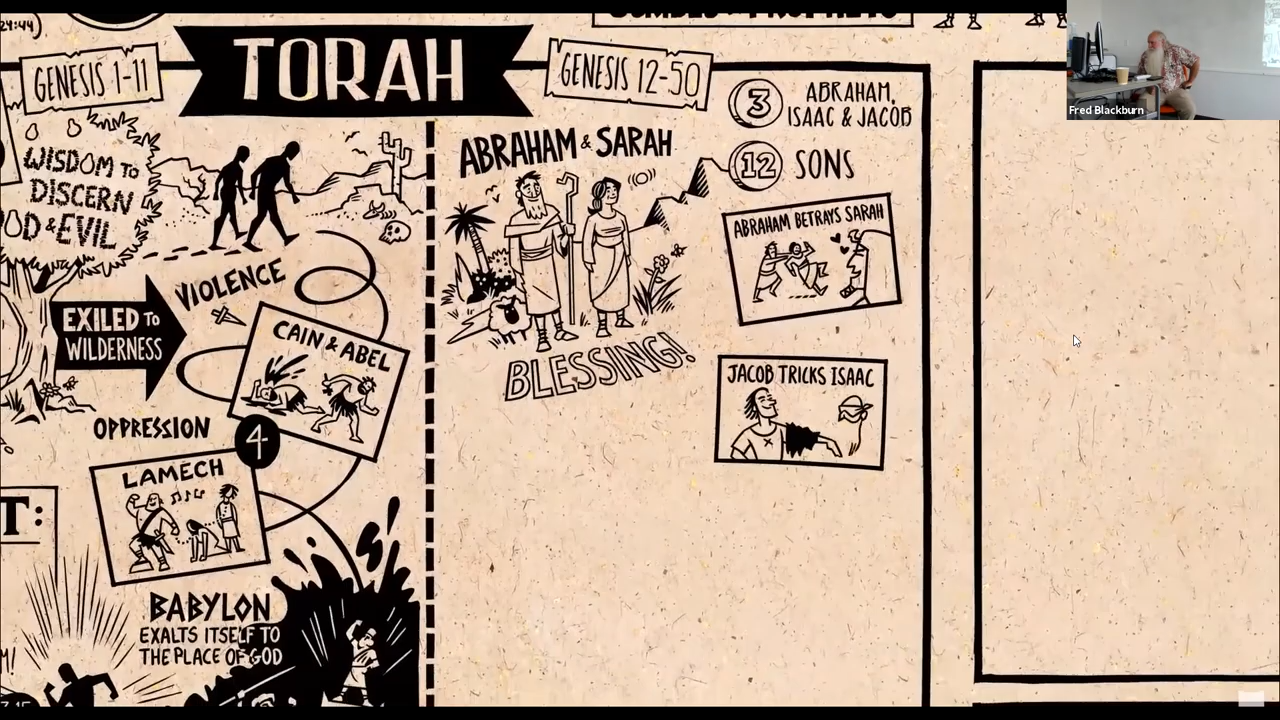 24:44)
TORAH
GENESIS 1-11
GENESIS 12-50
WISDOM TO
DISCERN
OD & EVIL
EXILED TO
WILDERNESS
VIOLENCE
CAIN & ABEL
OPPRESSION
4
LAMECH
T:
BABYLON
EXALTS ITSELF TO
THE PLACE OF GOD
ABRAHAM & SARAH
BLESSING!
3 ABRAHAM,
ISAAC & JACOB
12 SONS
ABRAHAM BETRAYS SARAH
JACOB TRICKS ISAAC
Fred Blackburn